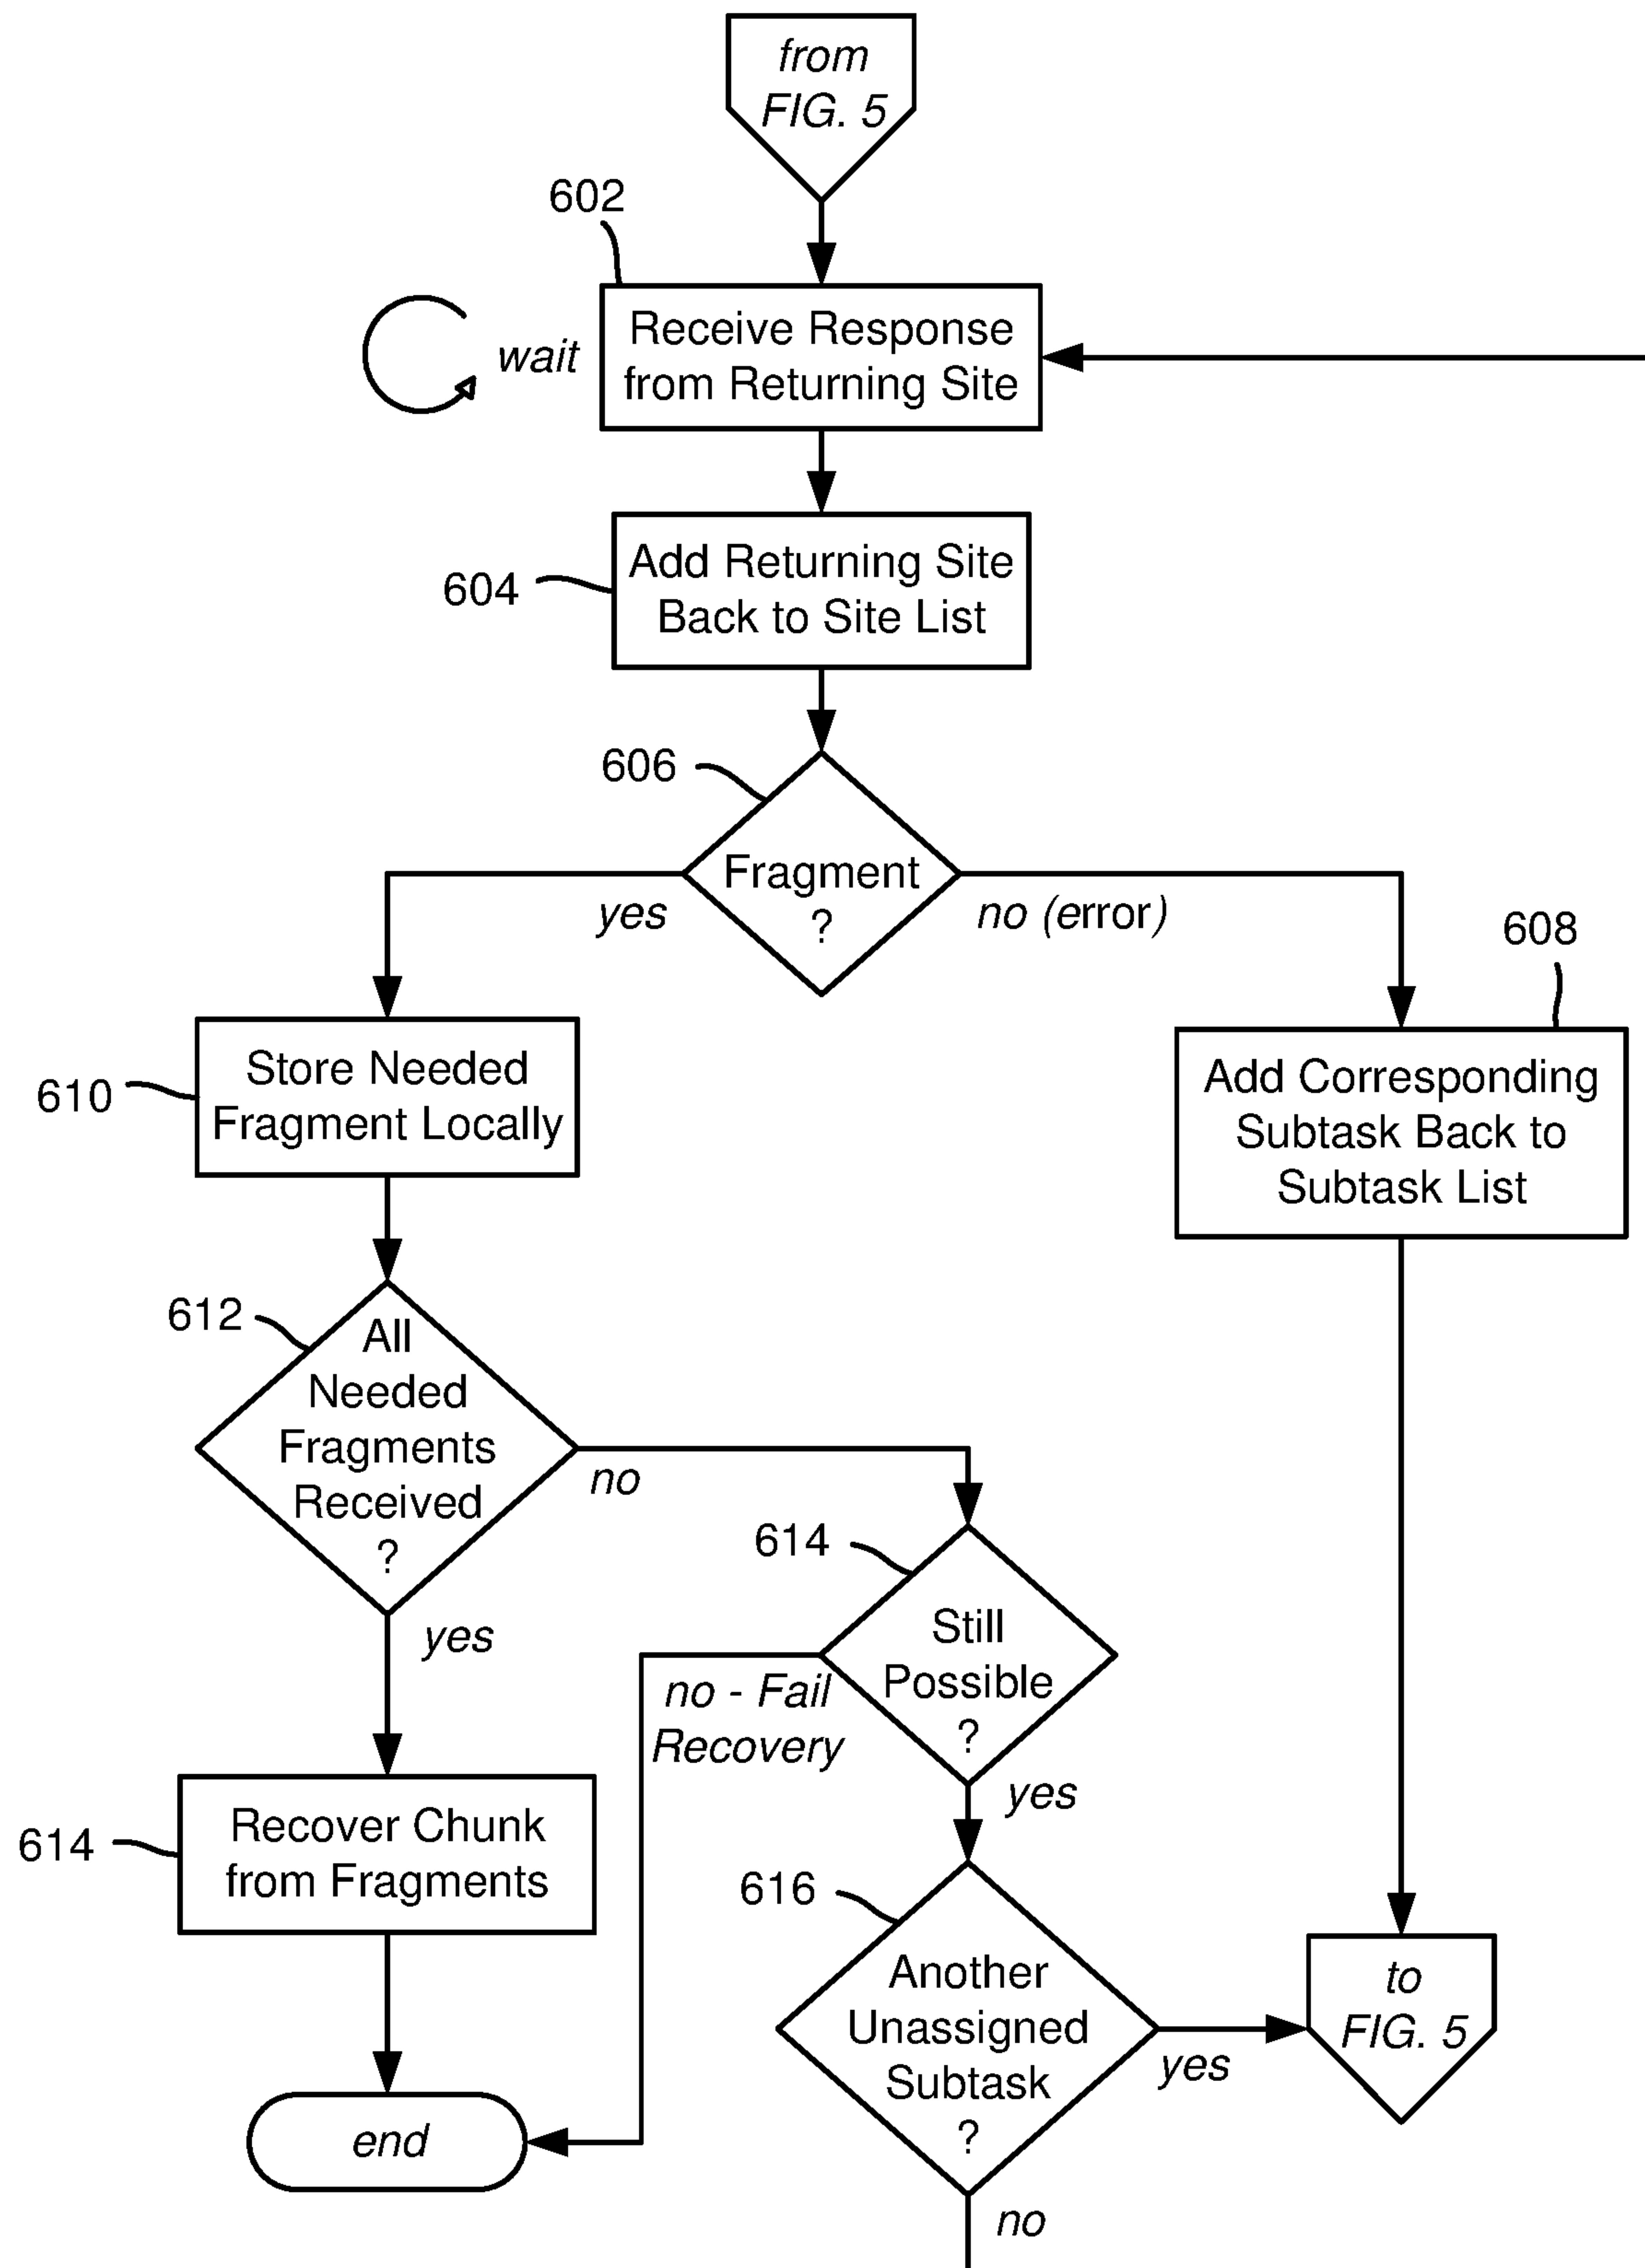 from
FIG. 5
602
wait
Receive Response
from Returning Site
604
Add Returning Site
Back to Site List
606
Fragment
?
yes
no (error)
608
610
Store Needed
Fragment Locally
Add Corresponding
Subtask Back to
Subtask List
612
All
Needed
Fragments
Received
?
no
yes
614
Still
Possible
?
no - Fail
Recovery
yes
614
Recover Chunk
from Fragments
616
Another
Unassigned
Subtask
?
yes
no
to
FIG. 5
end